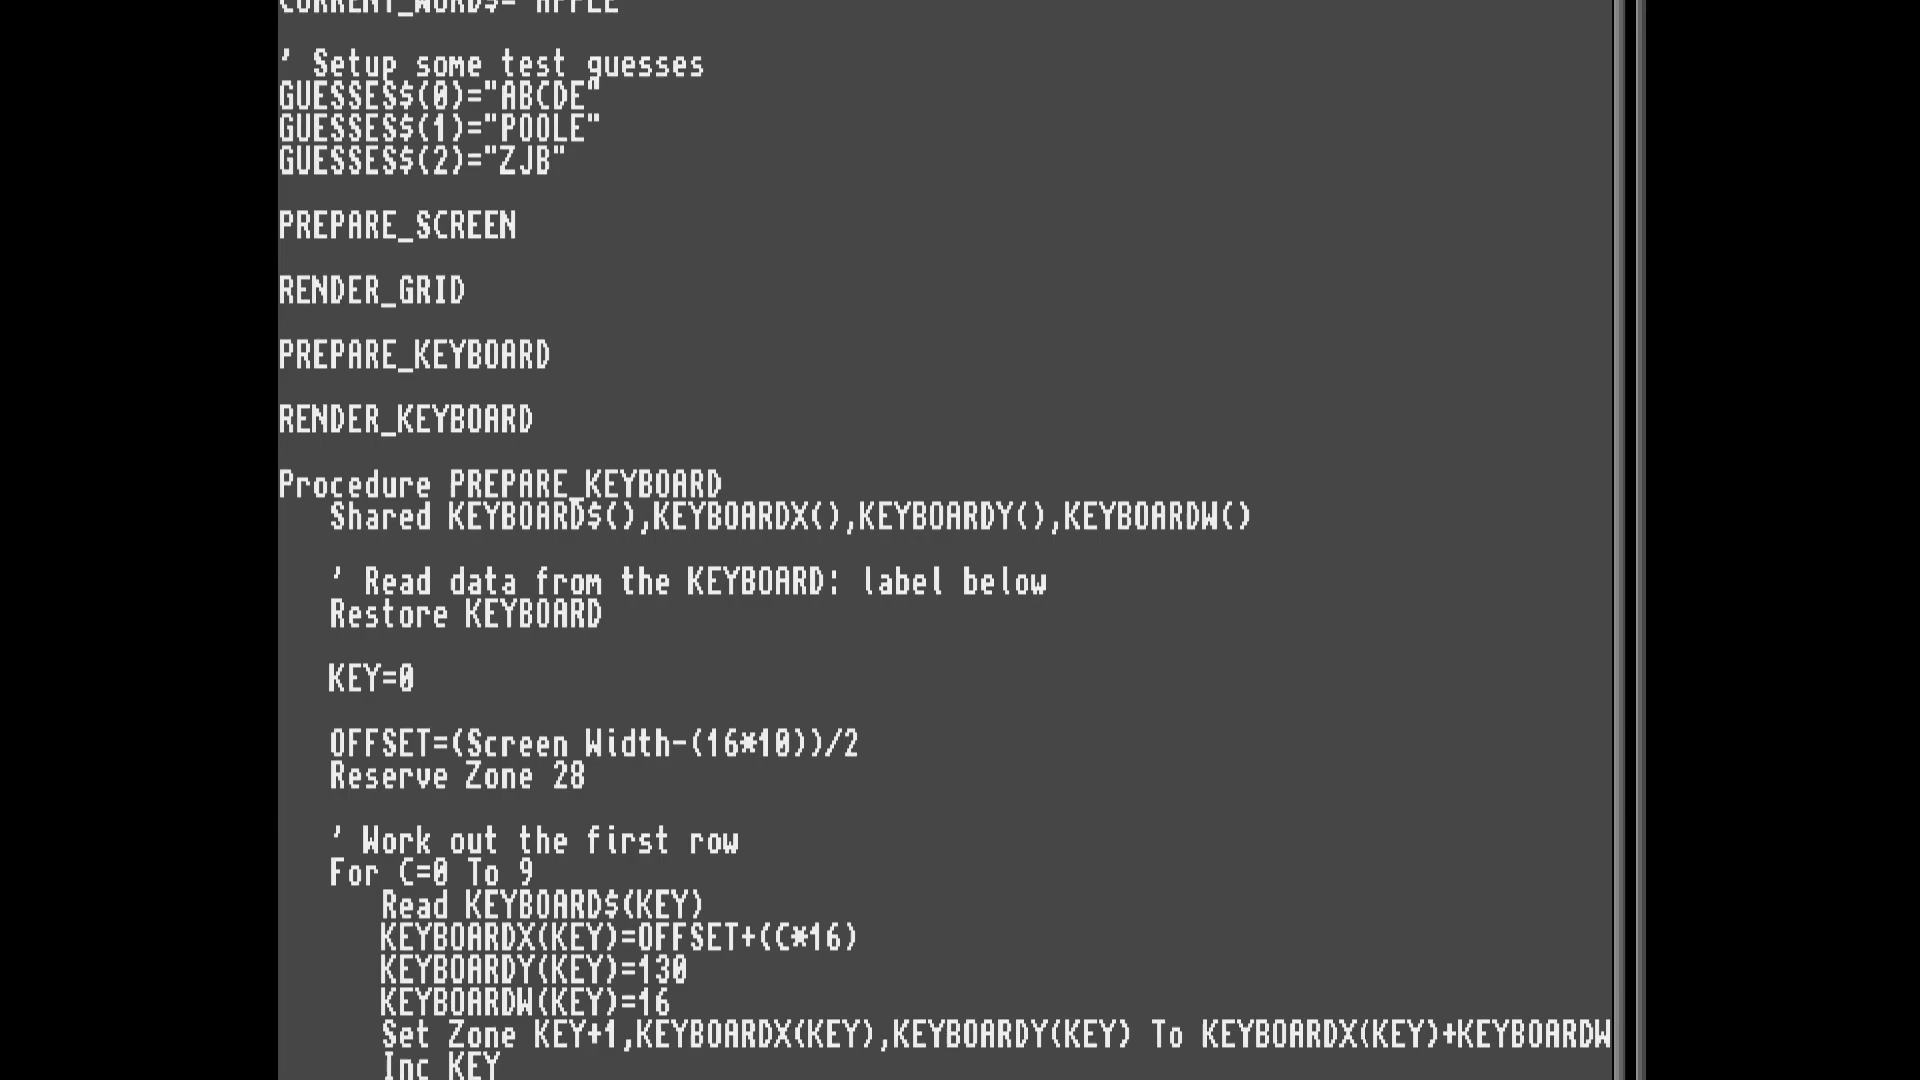 CURRENT_WORD$="APPLE"
' Setup some test guesses
GUESSES$(0)="ABCDE"
GUESSES$(1)="POOLE"
GUESSES$(2)="ZJB"
PREPARE_SCREEN
RENDER_GRID
PREPARE_KEYBOARD
RENDER_KEYBOARD
Procedure PREPARE_KEYBOARD
Shared KEYBOARD$(),KEYBOARDX(),KEYBOARDY(),KEYBOARDW()
' Read data from the KEYBOARD: label below
Restore KEYBOARD
KEY=0
OFFSET=(Screen Width-(16*10))/2
Reserve Zone 28
' Work out the first row
For C=0 To 9
Read KEYBOARD$(KEY)
KEYBOARDX(KEY)=OFFSET+(C*16)
KEYBOARDY(KEY)=130
KEYBOARDW(KEY)=16
Set Zone KEY+1,KEYBOARDX(KEY),KEYBOARDY(KEY) To KEYBOARDX(KEY)+KEYBOARDW
Inc KEY